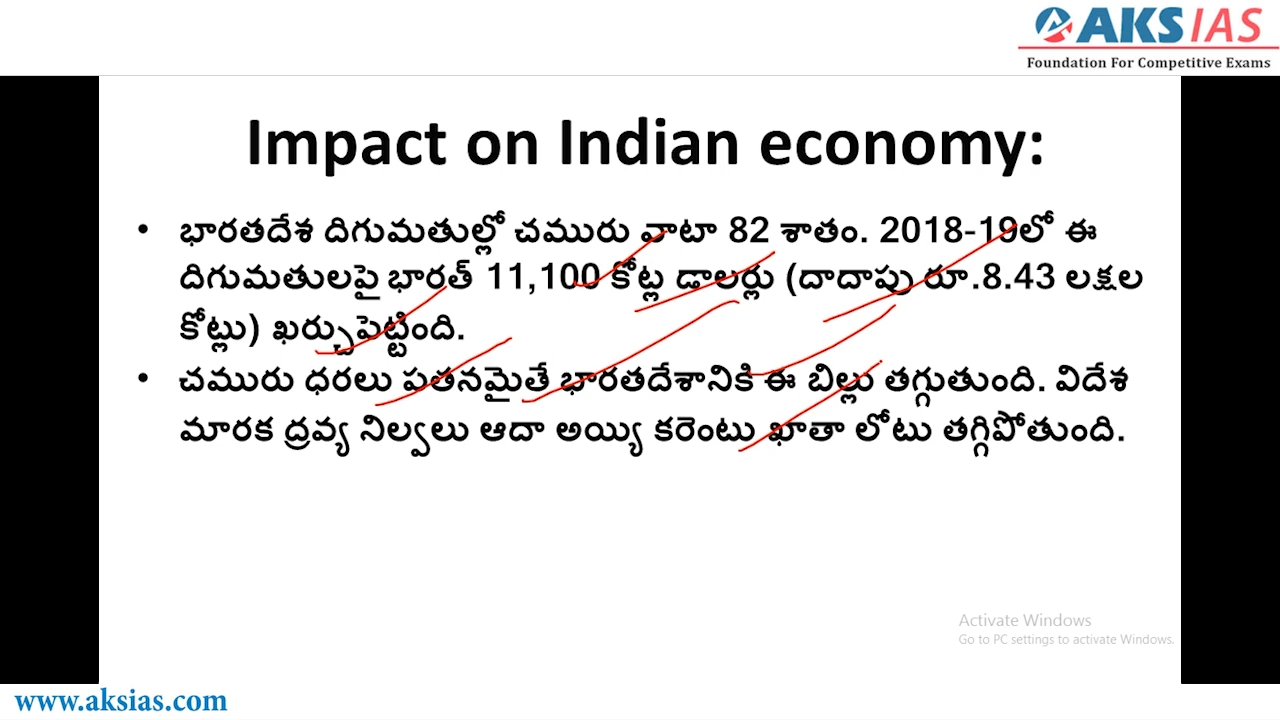 AKS IAS
Foundation For Competitive Exams
Impact on Indian economy:
• భారతదేశ దిగుమతుల్లో చమురు వాటా 82 శాతం. 2018-19లో ఈ
దిగుమతులపై భారత్ 11,100 కోట్ల డాలర్లు (దాదాపు రూ.8.43 లక్షల
కోట్లు) ఖర్చుపెట్టింది.
• చమురు ధరలు పతనమైతే భారతదేశానికి ఈ బిల్లు తగ్గుతుంది. విదేశ
మారక ద్రవ్య నిల్వలు ఆదా అయ్యి కరెంటు ఖాతా లోటు తగ్గిపోతుంది.
Activate Windows
Go to PC settings to activate Windows.
www.aksias.com